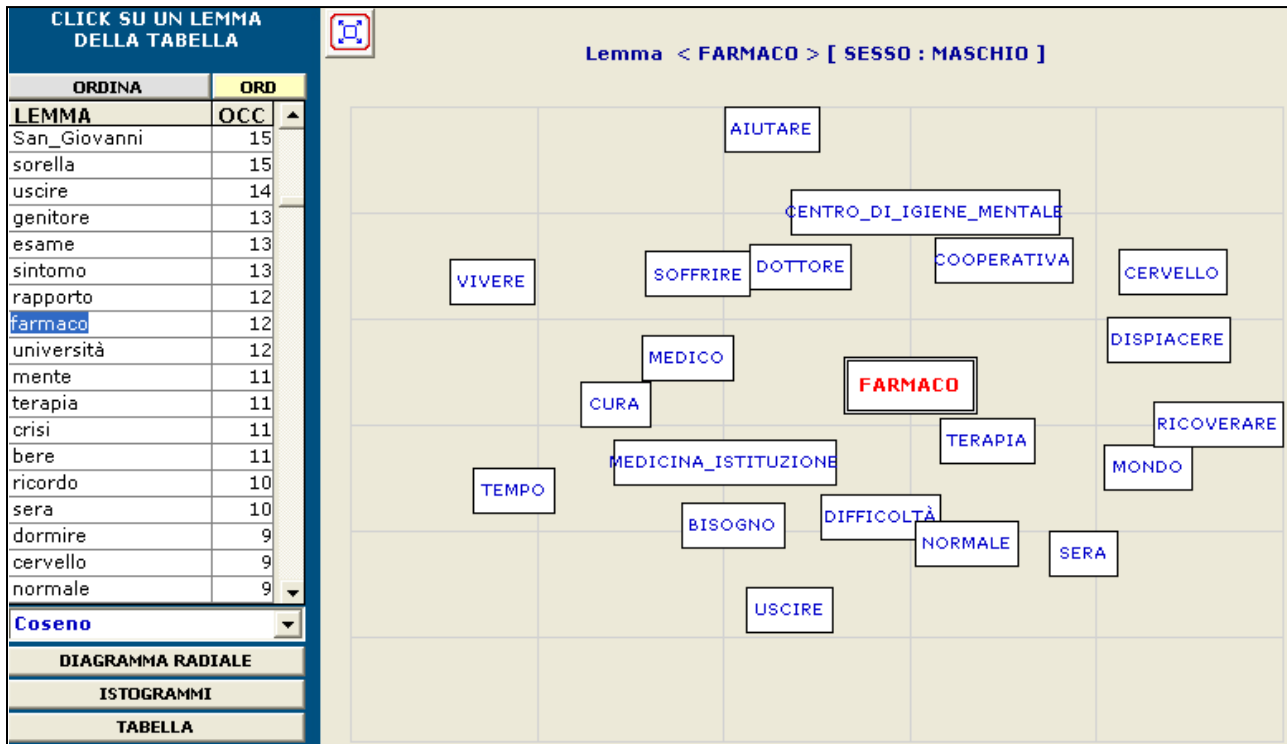 CLICK SU UN LEMMA
DELLA TABELLA
ORDINA ORD
LEMMA OCC
San_Giovanni 15
sorella 15
uscire 14
genitore 13
esame 13
sintomo 13
rapporto 12
farmaco 12
università 12
mente 11
terapia 11
crisi 11
bere 11
ricordo 10
sera 10
dormire 9
cervello 9
normale 9
Coseno
DIAGRAMMA RADIALE
ISTOGRAMMI
TABELLA
Lemma < FARMACO > [ SESSO : MASCHIO ]
AIUTARE
CENTRO_DI_IGIENE_MENTALE
VIVERE
SOFFRIRE
DOTTORE
COOPERATIVA
CERVELLO
MEDICO
DISPIACERE
FARMACO
CURA
TERAPIA
RICOVERARE
MEDICINA_ISTITUZIONE
MONDO
TEMPO
BISOGNO
DIFFICOLTÀ
NORMALE
SERA
USCIRE